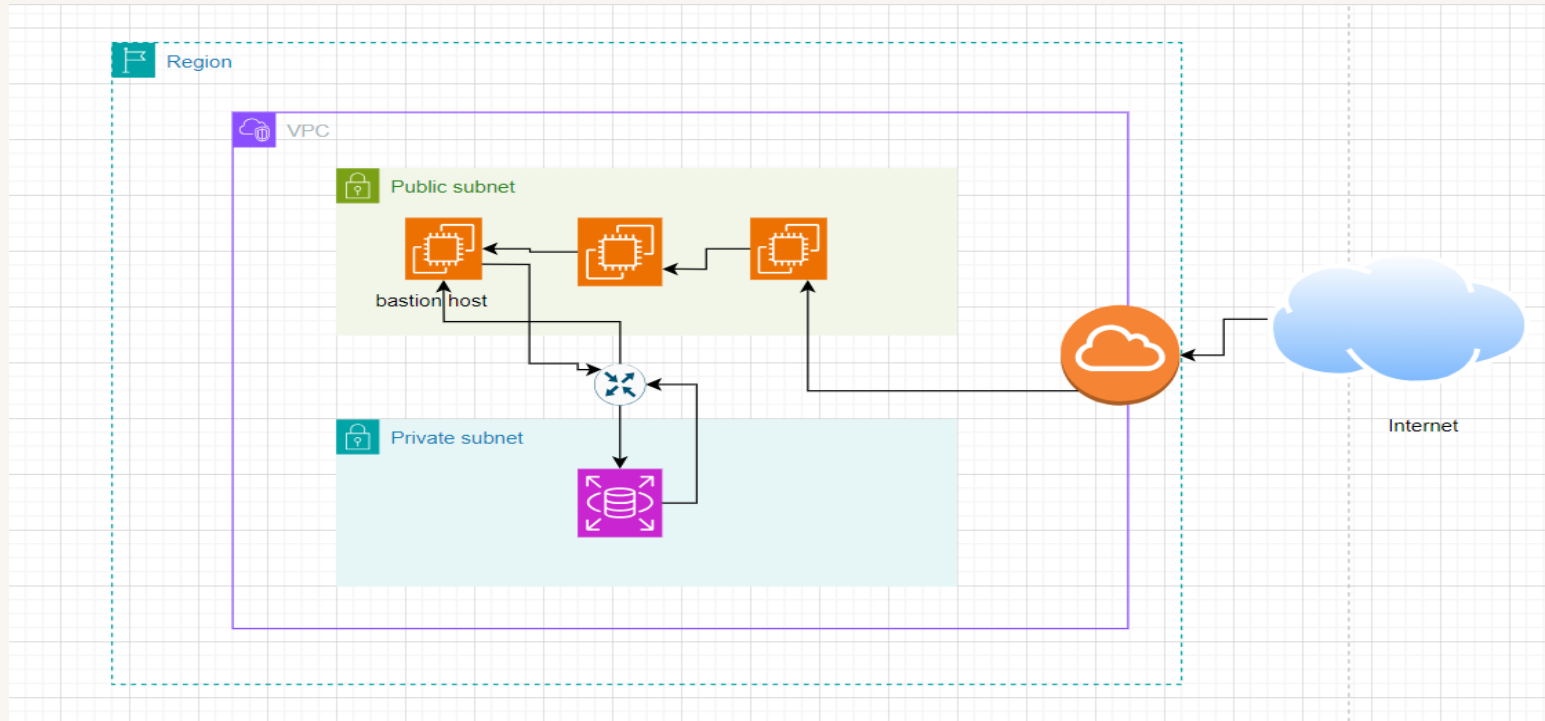 Region
VPC
Public subnet
bastion host
Private subnet
Internet